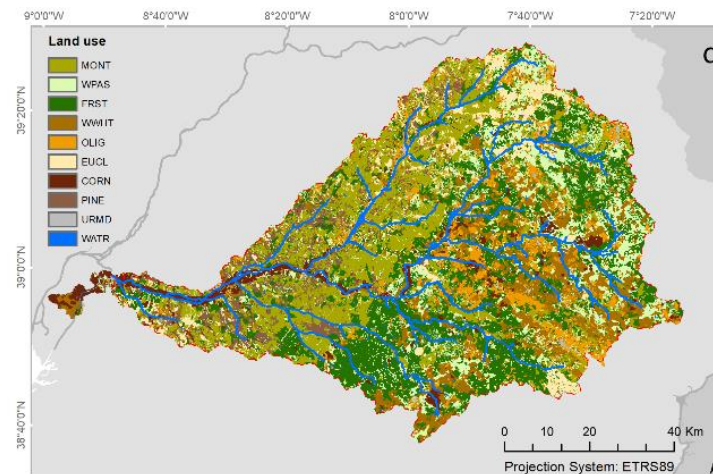 9°0'0"W 8°40'0"W 8°20'0"W 8°0'0"W 7°40'0"W 7°20'0"W
Land use
MONT
WPAS
FRST
WWHT
OLIG
EUCL
CORN
PINE
URMD
WATR
39°20'0"N
39°0'0"N
38°40'0"N
0 10 20 40 Km
Projection System: ETRS89